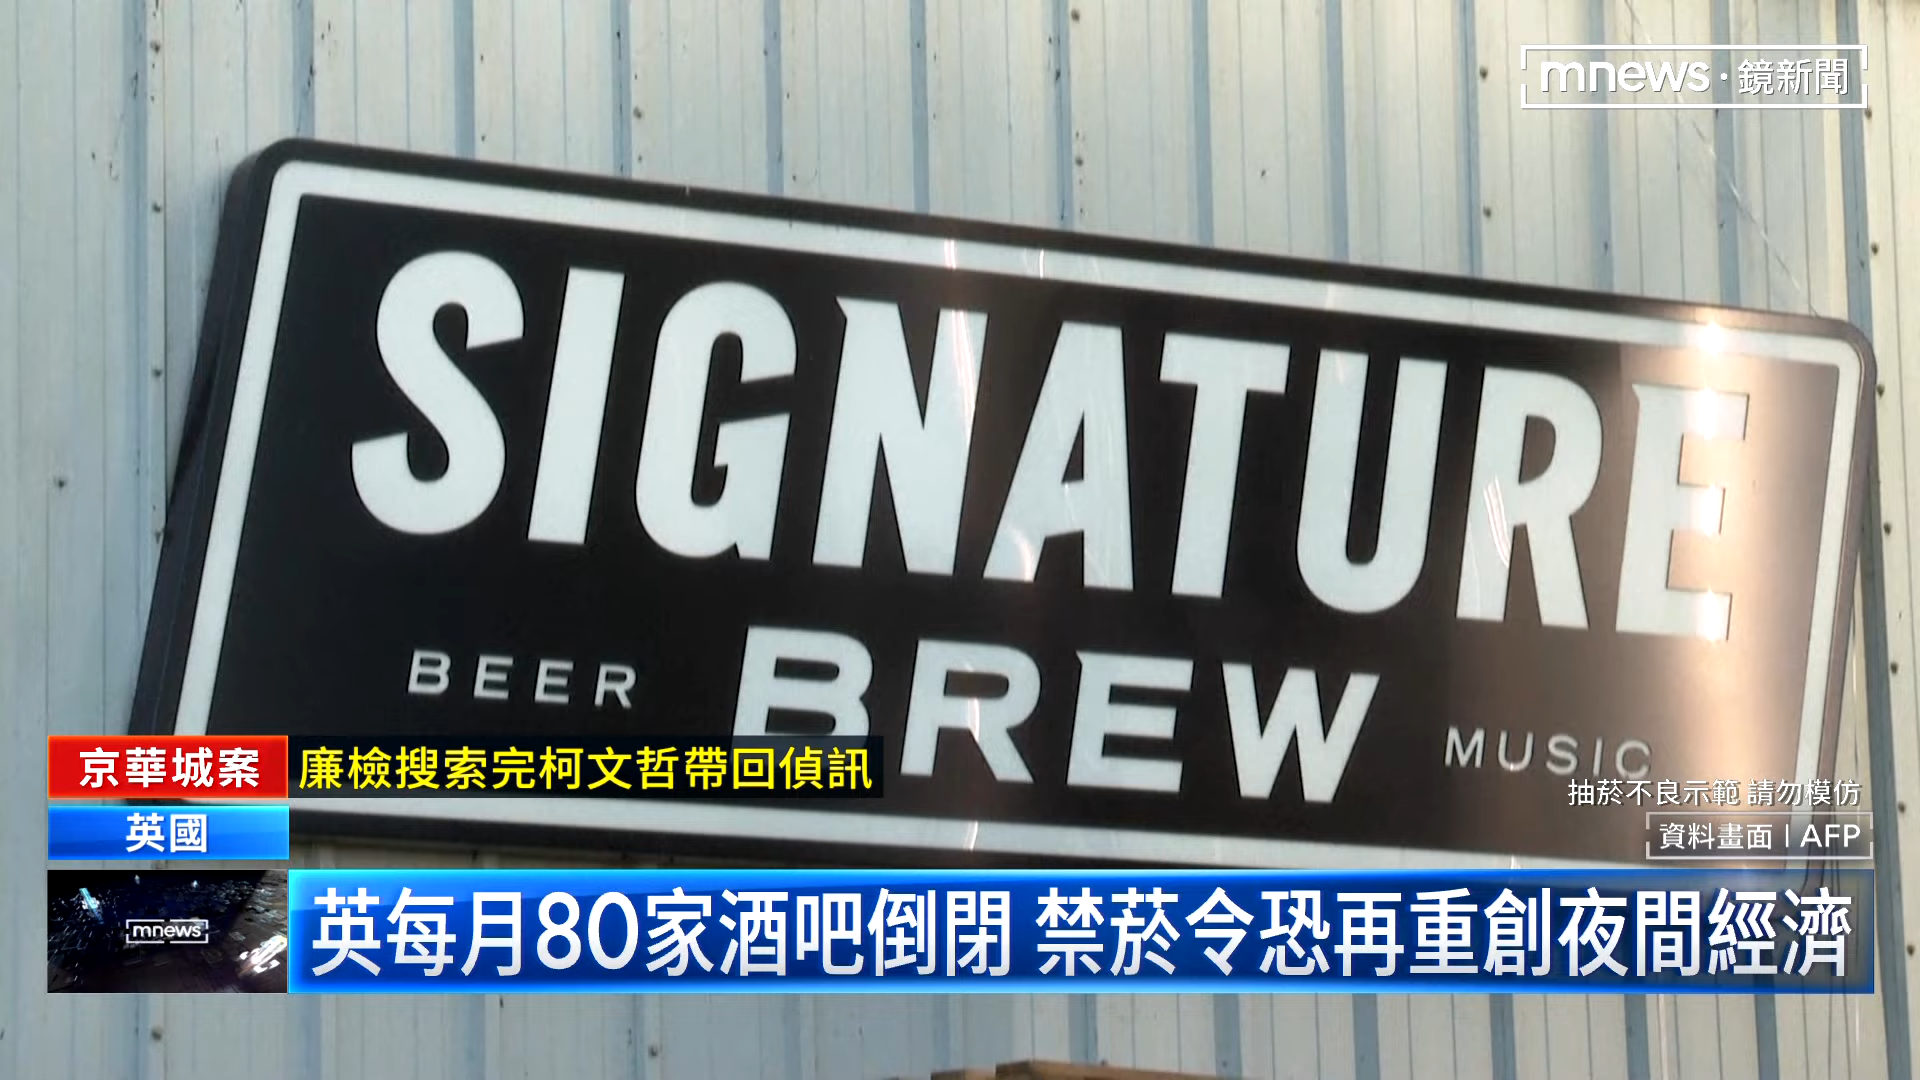 mnews·鏡新聞
SIGNATURE
BEER BREW MUSIC
京華城案 廉檢搜索完柯文哲帶回偵訊
抽菸不良示範 請勿模仿
英國
資料畫面 | AFP
mnews
英每月80家酒吧倒閉 禁菸令恐再重創夜間經濟